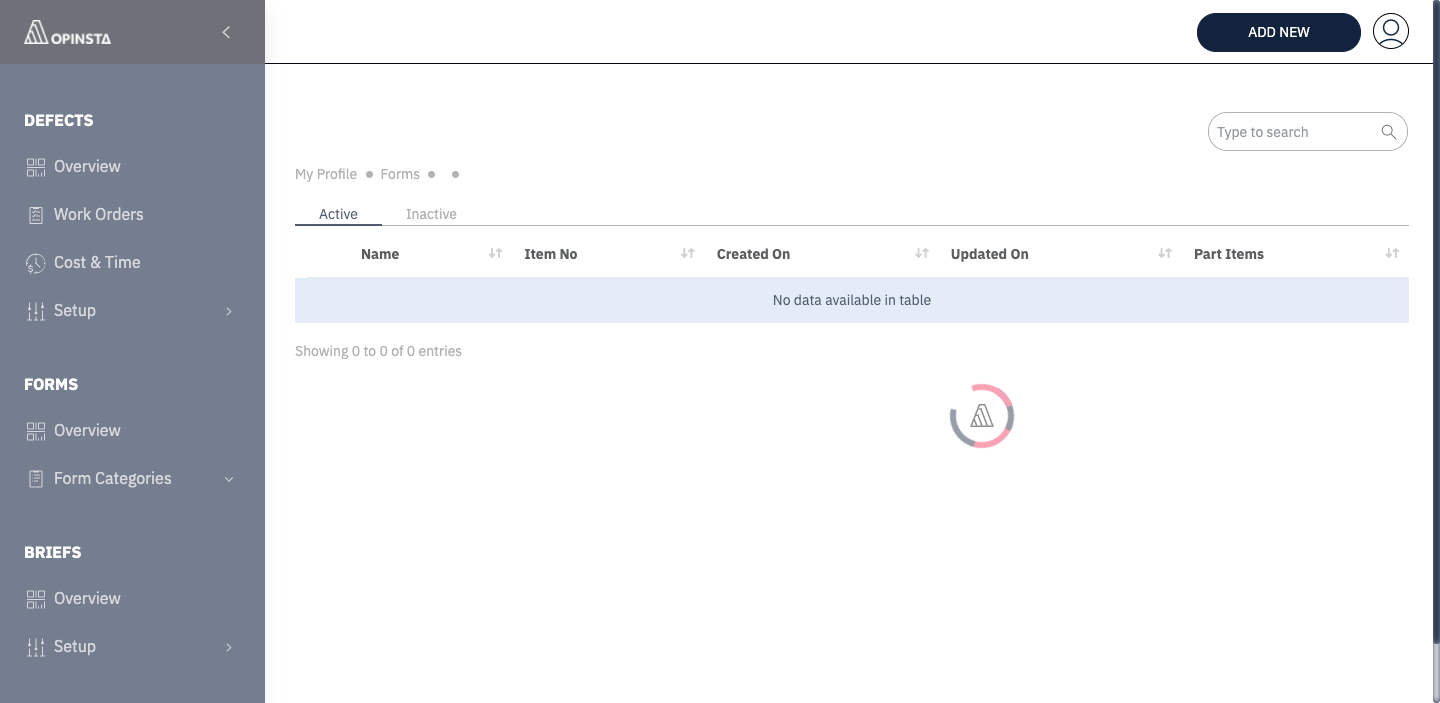 OPINSTA
ADD NEW
DEFECTS
Overview
Work Orders
Cost & Time
Setup
FORMS
Overview
Form Categories
BRIEFS
Overview
Setup
Type to search
My Profile Forms
Active Inactive
Name Item No Created On Updated On Part Items
No data available in table
Showing 0 to 0 of 0 entries